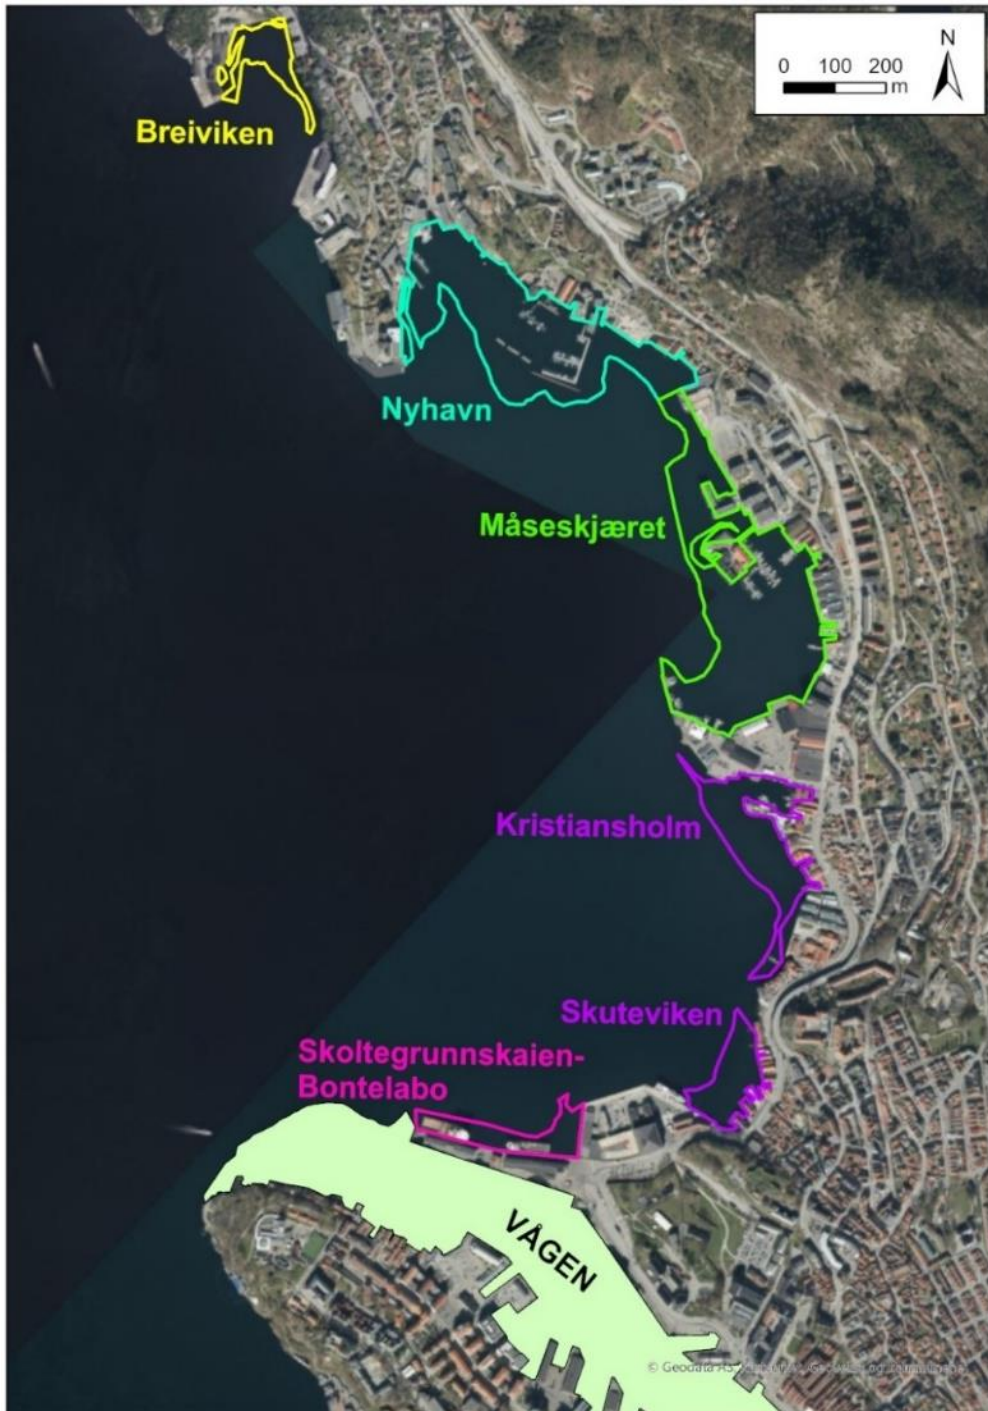 N
0 100 200
m
Breiviken
Nyhavn
Måseskjæret
Kristiansholm
Skuteviken
Skoltegrunnskaien-
Bontelabo
VÅGEN
© Geodata AS